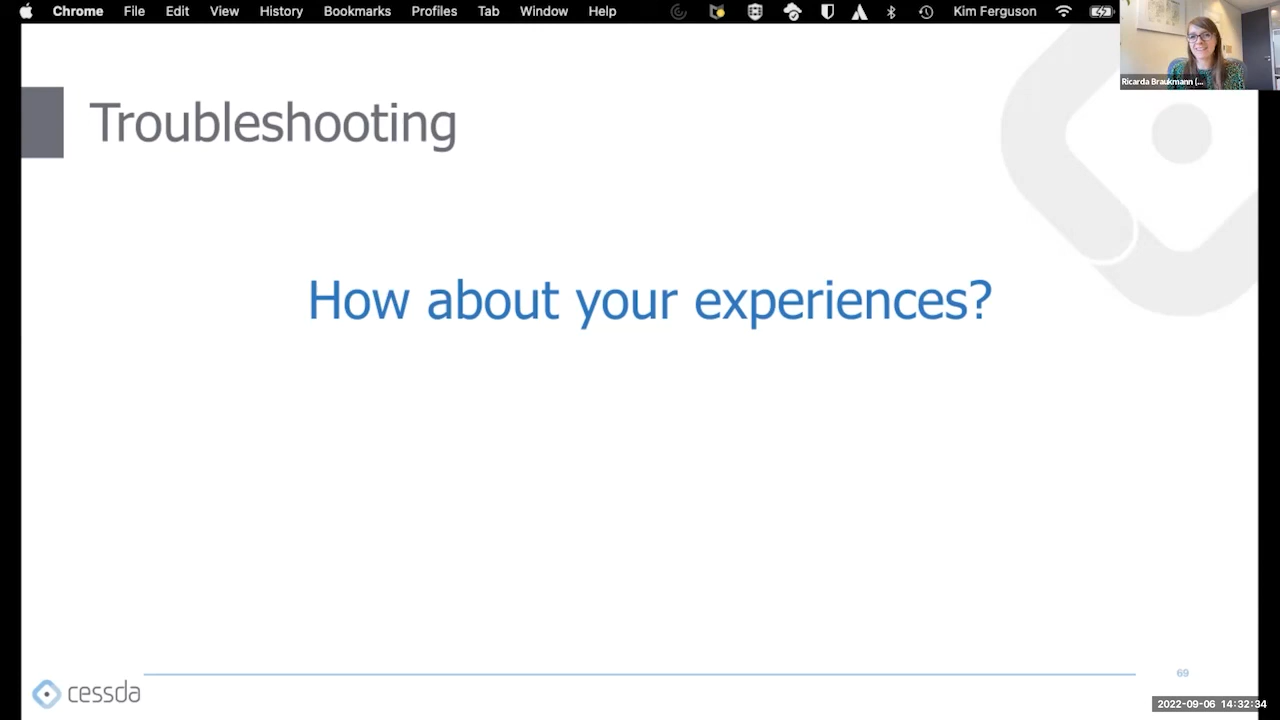 Chrome File Edit View History Bookmarks Profiles Tab Window Help Kim Ferguson
Ricarda Braukmann (...
Troubleshooting
How about your experiences?
69
cessda
2022-09-06 14:32:34